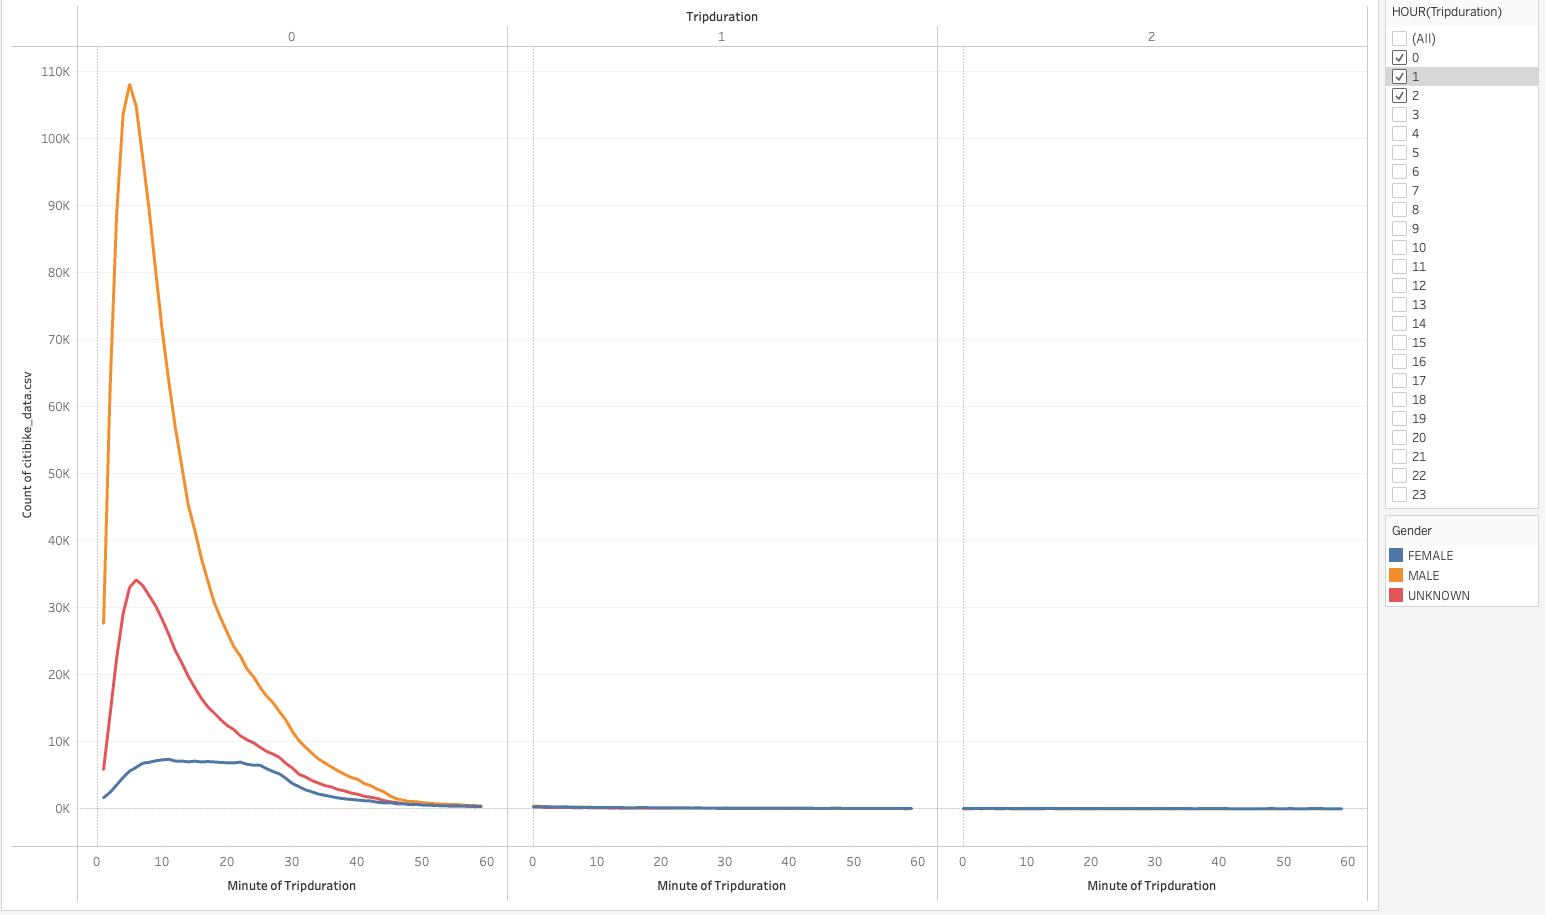 Tripduration
0 1 2
110K
100K
90K
80K
70K
60K
50K
40K
30K
20K
10K
0K
Count of citibike_data.csv
0 10 20 30 40 50 60
0 10 20 30 40 50 60
0 10 20 30 40 50 60
Minute of Tripduration
Minute of Tripduration
Minute of Tripduration
HOUR(Tripduration)
(All)
0
1
2
3
4
5
6
7
8
9
10
11
12
13
14
15
16
17
18
19
20
21
22
23
Gender
FEMALE
MALE
UNKNOWN